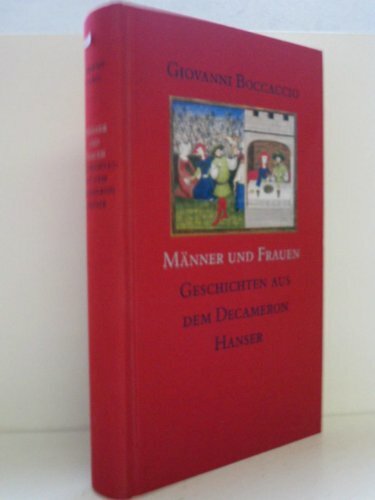 GIOVANNI BOCCACCIO
MÄNNER UND FRAUEN
GESCHICHTEN AUS
DEM DECAMERON
HANSER